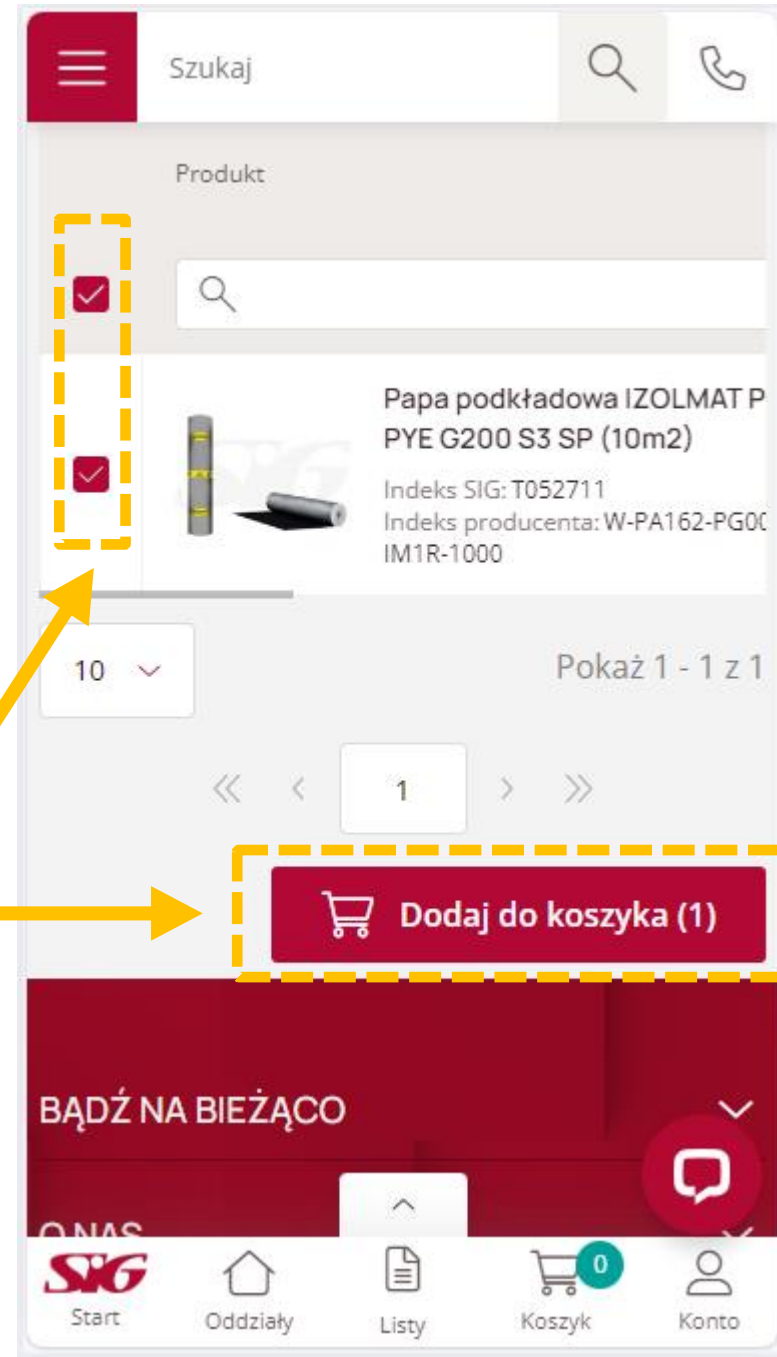 Szukaj
Produkt
Papa podkładowa IZOLMAT P
PYE G200 S3 SP (10m2)
Indeks SIG: T052711
Indeks producenta: W-PA162-PG00
IM1R-1000
10
Pokaż 1 - 1 z 1
1
Dodaj do koszyka (1)
BĄDŹ NA BIEŻĄCO
O NAS
SIG
0
Start
Oddziały
Listy
Koszyk
Konto